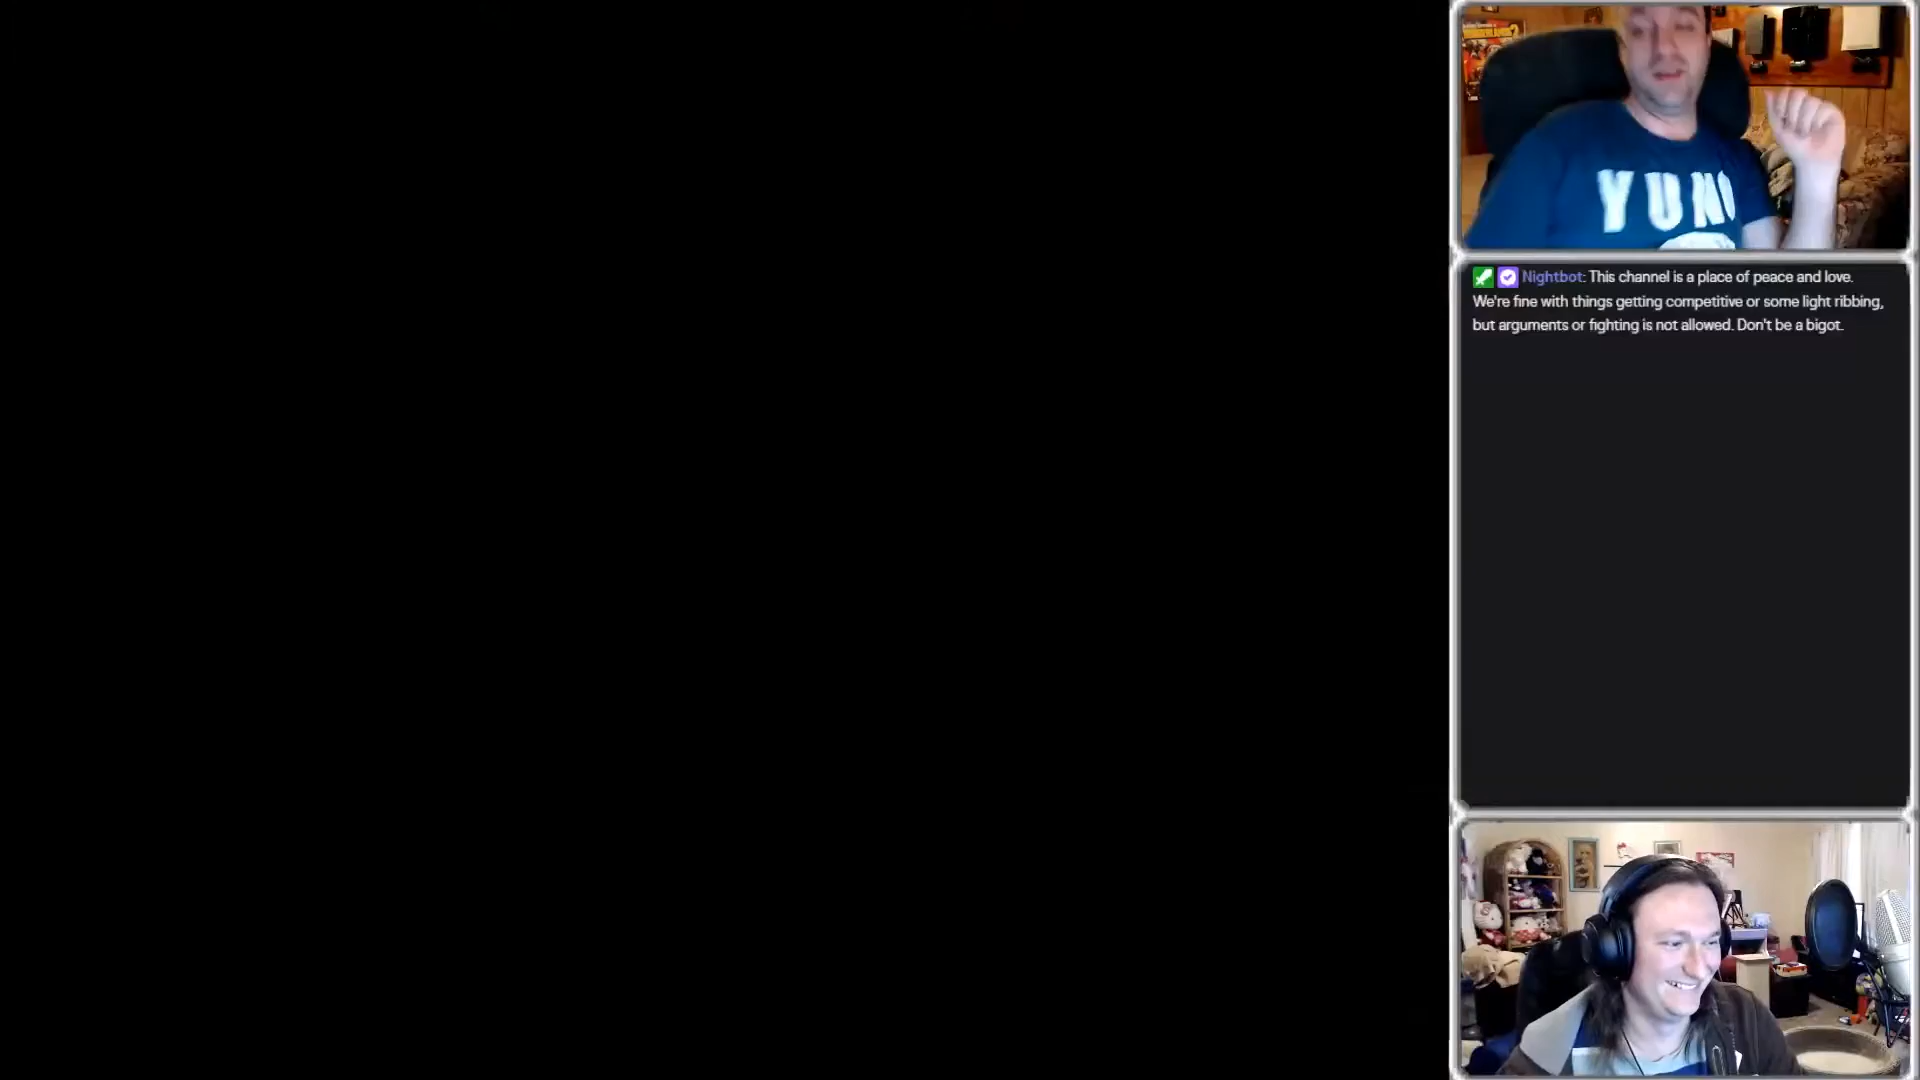 YUNO
Nightbot: This channel is a place of peace and love.
We're fine with things getting competitive or some light ribbing,
but arguments or fighting is not allowed. Don't be a bigot.